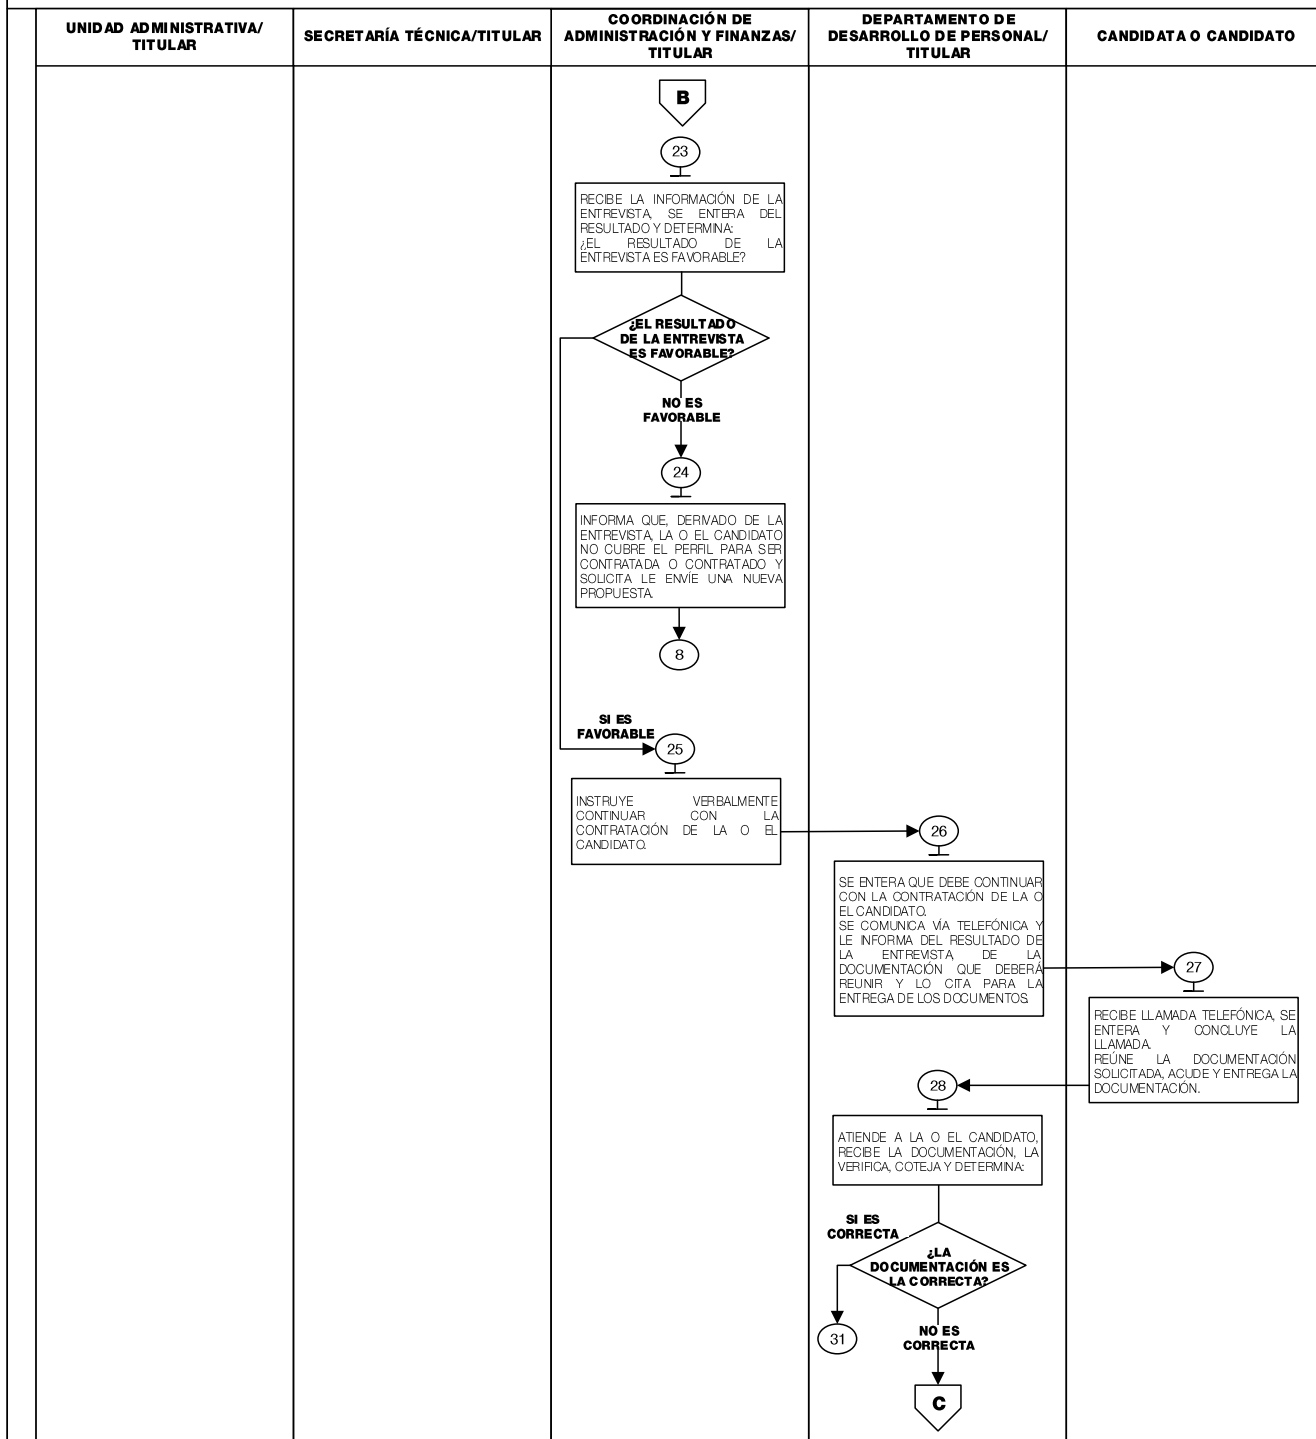 UNIDAD ADMINISTRATIVA/
TITULAR
SECRETARÍA TÉCNICA/TITULAR
COORDINACIÓN DE
ADMINISTRACIÓN Y FINANZAS/
TITULAR
DEPARTAMENTO DE
DESARROLLO DE PERSONAL/
TITULAR
CANDIDATA O CANDIDATO
B
23
RECIBE LA INFORMACIÓN DE LA
ENTREVISTA, SE ENTERA DEL
RESULTADO Y DETERMINA:
¿EL RESULTADO DE LA
ENTREVISTA ES FAVORABLE?
¿EL RESULTADO
DE LA ENTREVISTA
ES FAVORABLE?
NO ES
FAVORABLE
24
INFORMA QUE, DERIVADO DE LA
ENTREVISTA, LA O EL CANDIDATO
NO CUBRE EL PERFIL PARA SER
CONTRATADA O CONTRATADO Y
SOLICITA LE ENVÍE UNA NUEVA
PROPUESTA.
8
SI ES
FAVORABLE
25
INSTRUYE VERBALMENTE
CONTINUAR CON LA
CONTRATACIÓN DE LA O EL
CANDIDATO.
26
SE ENTERA QUE DEBE CONTINUAR
CON LA CONTRATACIÓN DE LA O
EL CANDIDATO.
SE COMUNICA VÍA TELEFÓNICA Y
LE INFORMA DEL RESULTADO DE
LA ENTREVISTA, DE LA
DOCUMENTACIÓN QUE DEBERÁ
REUNIR Y LO CITA PARA LA
ENTREGA DE LOS DOCUMENTOS.
27
RECIBE LLAMADA TELEFÓNICA, SE
ENTERA Y CONCLUYE LA
LLAMADA.
REÚNE LA DOCUMENTACIÓN
SOLICITADA, ACUDE Y ENTREGA LA
DOCUMENTACIÓN.
28
ATIENDE A LA O EL CANDIDATO,
RECIBE LA DOCUMENTACIÓN, LA
VERIFICA, COTEJA Y DETERMINA:
SI ES
CORRECTA
¿LA
DOCUMENTACIÓN ES
LA CORRECTA?
31
NO ES
CORRECTA
C